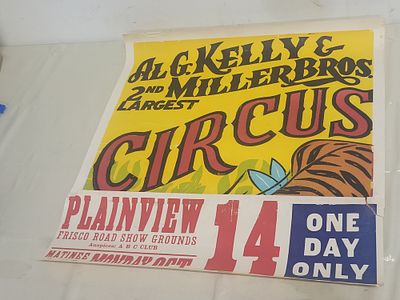 AL G. KELLY &
2ND MILLER BROS.
LARGEST
CIRCUS
PLAINVIEW
FRISCO ROAD SHOW GROUNDS
Auspices: A B C CLUB
MATINEE MONDAY OCT
14
ONE
DAY
ONLY